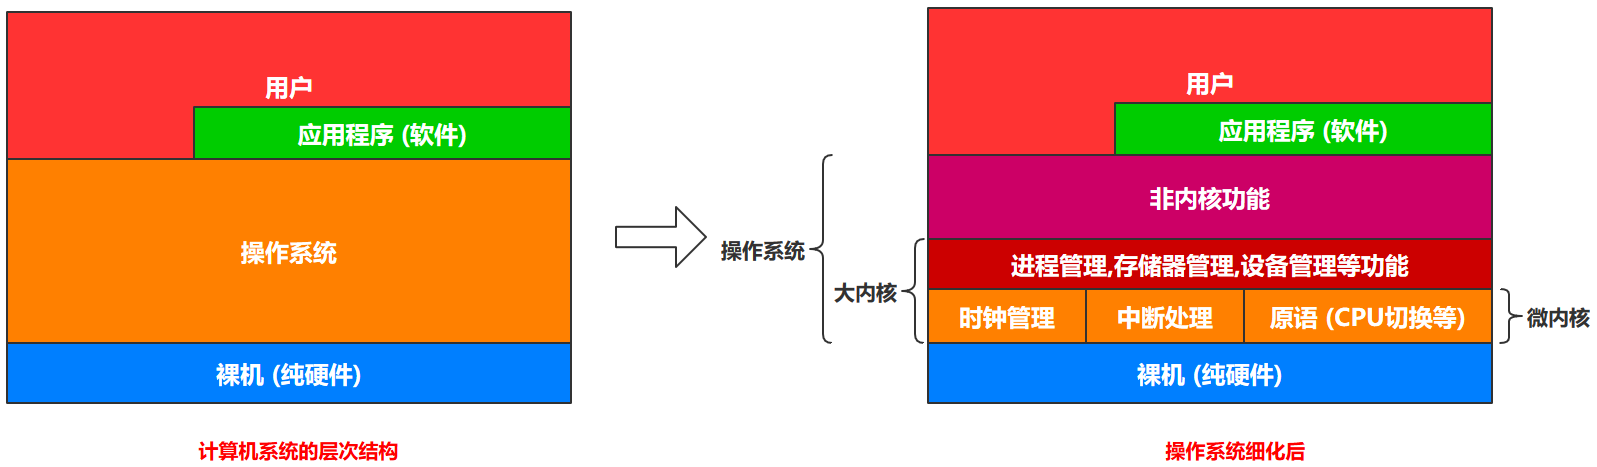 用户
应用程序 (软件)
操作系统
裸机 (纯硬件)
计算机系统的层次结构
操作系统
大内核
用户
应用程序 (软件)
非内核功能
进程管理,存储器管理,设备管理等功能
时钟管理
中断处理
原语 (CPU切换等)
微内核
裸机 (纯硬件)
操作系统细化后